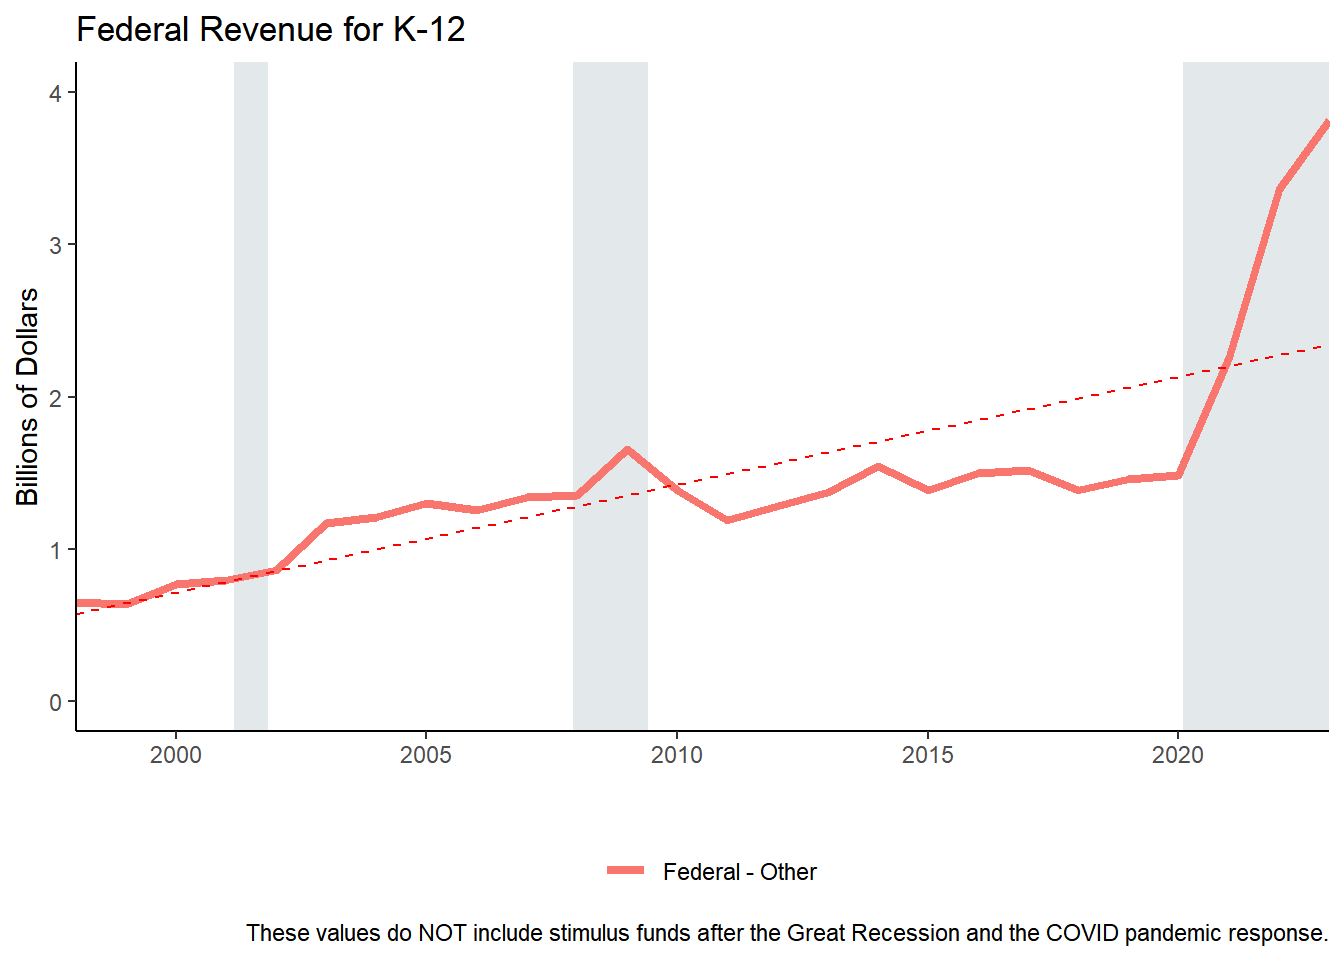 Federal Revenue for K-12
Billions of Dollars
4
3
2
1
0
2000 2005 2010 2015 2020
Federal - Other
These values do NOT include stimulus funds after the Great Recession and the COVID pandemic response.